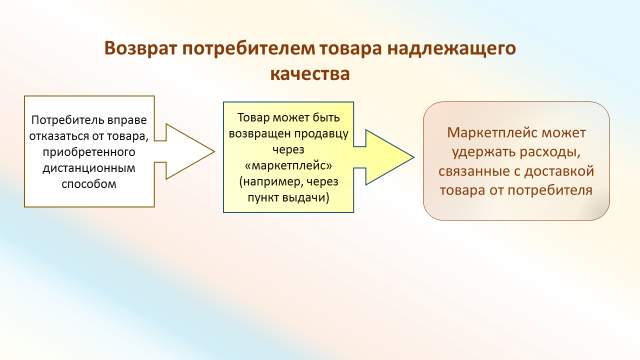 Возврат потребителем товара надлежащего
качества
Потребитель вправе
отказаться от товара,
приобретенного
дистанционным
способом
Товар может быть
возвращен продавцу
через
«маркетплейс»
(например, через
пункт выдачи)
Маркетплейс может
удержать расходы,
связанные с доставкой
товара от потребителя